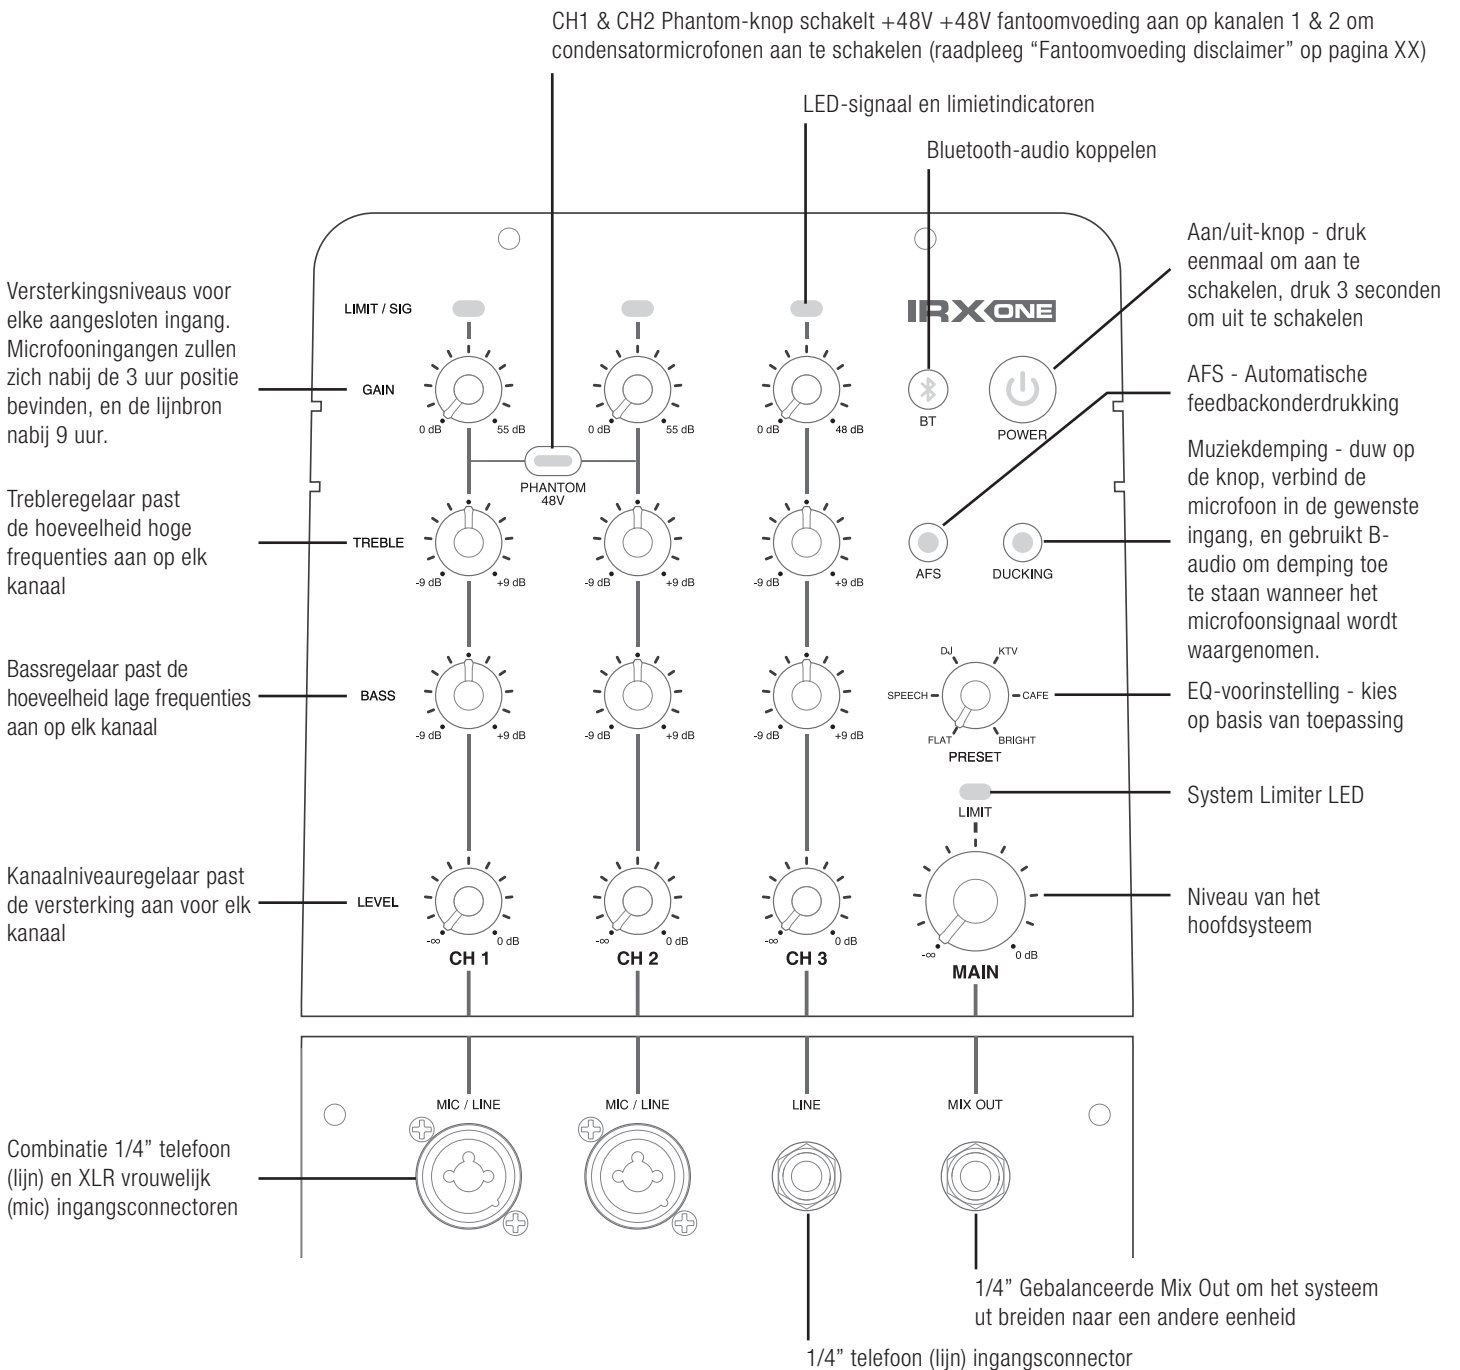 CH1 & CH2 Phantom-knop schakelt +48V +48V fantoomvoeding aan op kanalen 1 & 2 om
condensatormicrofonen aan te schakelen (raadpleeg “Fantoomvoeding disclaimer” op pagina XX)
LED-signaal en limietindicatoren
Bluetooth-audio koppelen
Aan/uit-knop - druk
eenmaal om aan te
schakelen, druk 3 seconden
om uit te schakelen
AFS - Automatische
feedbackonderdrukking
Muziekdemping - duw op
de knop, verbind de
microfoon in de gewenste
ingang, en gebruikt B-
audio om demping toe
te staan wanneer het
microfoonsignaal wordt
waargenomen.
EQ-voorinstelling - kies
op basis van toepassing
System Limiter LED
Niveau van het
hoofdsysteem
Versterkingsniveaus voor
elke aangesloten ingang.
Microfooningangen zullen
zich nabij de 3 uur positie
bevinden, en de lijnbron
nabij 9 uur.
Trebleregelaar past
de hoeveelheid hoge
frequenties aan op elk
kanaal
Bassregelaar past de
hoeveelheid lage frequenties
aan op elk kanaal
Kanaalniveauregelaar past
de versterking aan voor elk
kanaal
Combinatie 1/4” telefoon
(lijn) en XLR vrouwelijk
(mic) ingangsconnectoren
LIMIT / SIG
IRX ONE
GAIN
0 dB 55 dB 0 dB 55 dB 0 dB 48 dB
BT
POWER
PHANTOM
48V
TREBLE
-9 dB +9 dB -9 dB +9 dB -9 dB +9 dB
AFS DUCKING
BASS
-9 dB +9 dB -9 dB +9 dB -9 dB +9 dB
DJ KTV
SPEECH CAFE
FLAT BRIGHT
PRESET
LIMIT
LEVEL
-∞ 0 dB -∞ 0 dB -∞ 0 dB -∞ 0 dB
CH 1 CH 2 CH 3 MAIN
MIC / LINE MIC / LINE LINE MIX OUT
1/4” Gebalanceerde Mix Out om het systeem
ut breiden naar een andere eenheid
1/4” telefoon (lijn) ingangsconnector